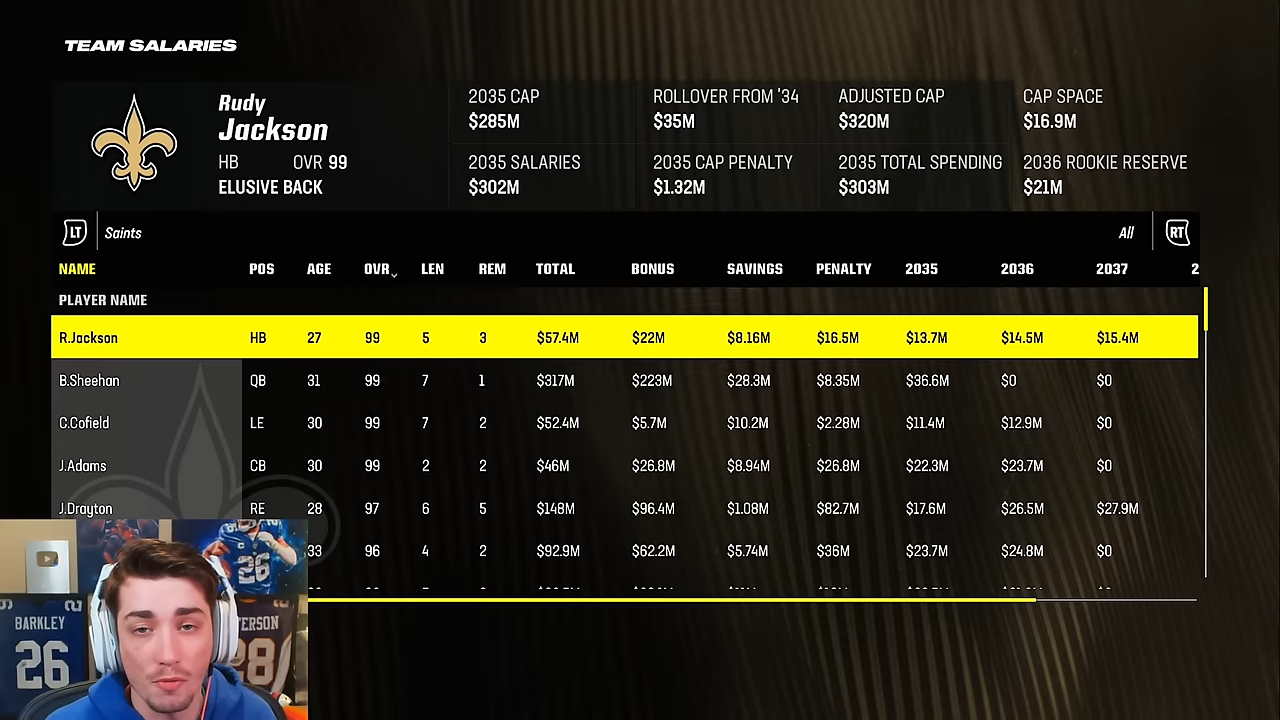 TEAM SALARIES
Rudy
Jackson
HB OVR 99
ELUSIVE BACK
2035 CAP ROLLOVER FROM '34 ADJUSTED CAP CAP SPACE
$285M $35M $320M $16.9M
2035 SALARIES 2035 CAP PENALTY 2035 TOTAL SPENDING 2036 ROOKIE RESERVE
$302M $1.32M $303M $21M
LT Saints All RT
NAME POS AGE OVR LEN REM TOTAL BONUS SAVINGS PENALTY 2035 2036 2037 2
PLAYER NAME
R.Jackson HB 27 99 5 3 $57.4M $22M $8.16M $16.5M $13.7M $14.5M $15.4M
B.Sheehan QB 31 99 7 1 $317M $223M $28.3M $8.35M $36.6M $0 $0
C.Cofield LE 30 99 7 2 $52.4M $5.7M $10.2M $2.28M $11.4M $12.9M $0
J.Adams CB 30 99 2 2 $46M $26.8M $8.94M $26.8M $22.3M $23.7M $0
J.Drayton RE 28 97 6 5 $148M $96.4M $1.08M $82.7M $17.6M $26.5M $27.9M
33 96 4 2 $92.9M $62.2M $5.74M $36M $23.7M $24.8M $0
26
BARKLEY
26
TERSON
28